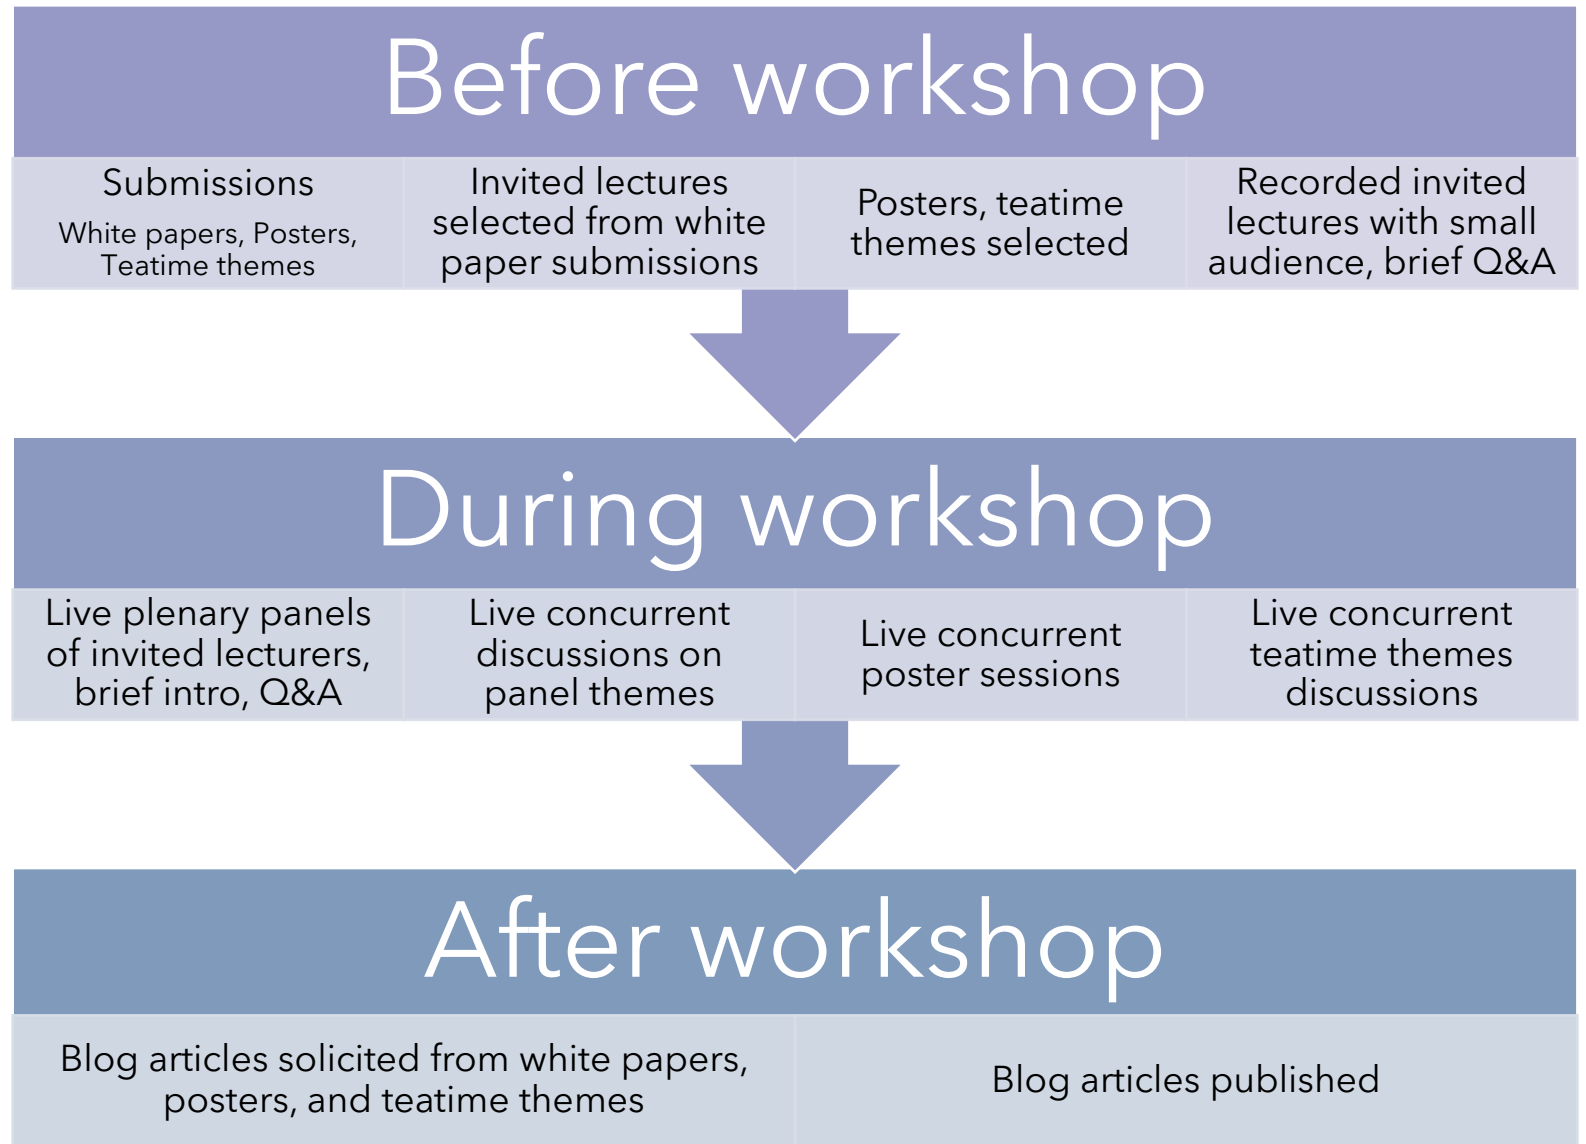 Before workshop
Submissions
White papers, Posters,
Teatime themes
Invited lectures
selected from white
paper submissions
Posters, teatime
themes selected
Recorded invited
lectures with small
audience, brief Q&A
During workshop
Live plenary panels
of invited lecturers,
brief intro, Q&A
Live concurrent
discussions on
panel themes
Live concurrent
poster sessions
Live concurrent
teatime themes
discussions
After workshop
Blog articles solicited from white papers,
posters, and teatime themes
Blog articles published